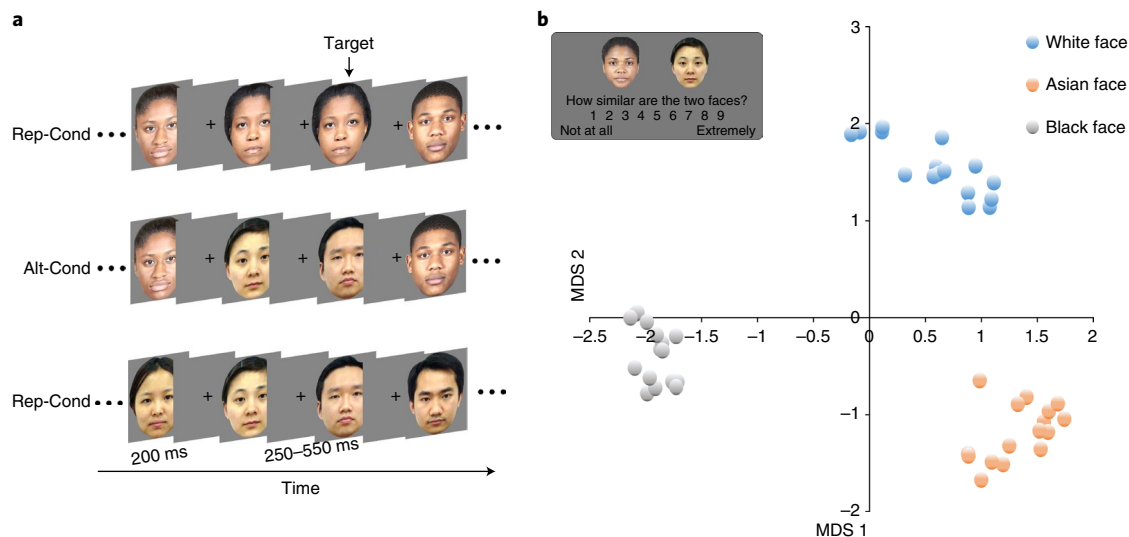 a
Target
Rep-Cond ••• + + + •••
Alt-Cond ••• + + + •••
Rep-Cond ••• + + + •••
200 ms
250–550 ms
Time
b
How similar are the two faces?
1 2 3 4 5 6 7 8 9
Not at all Extremely
White face
Asian face
Black face
MDS 2
3
2
1
0
–1
–2
–2.5 –2 –1.5 –1 –0.5 0 0.5 1 1.5 2
MDS 1